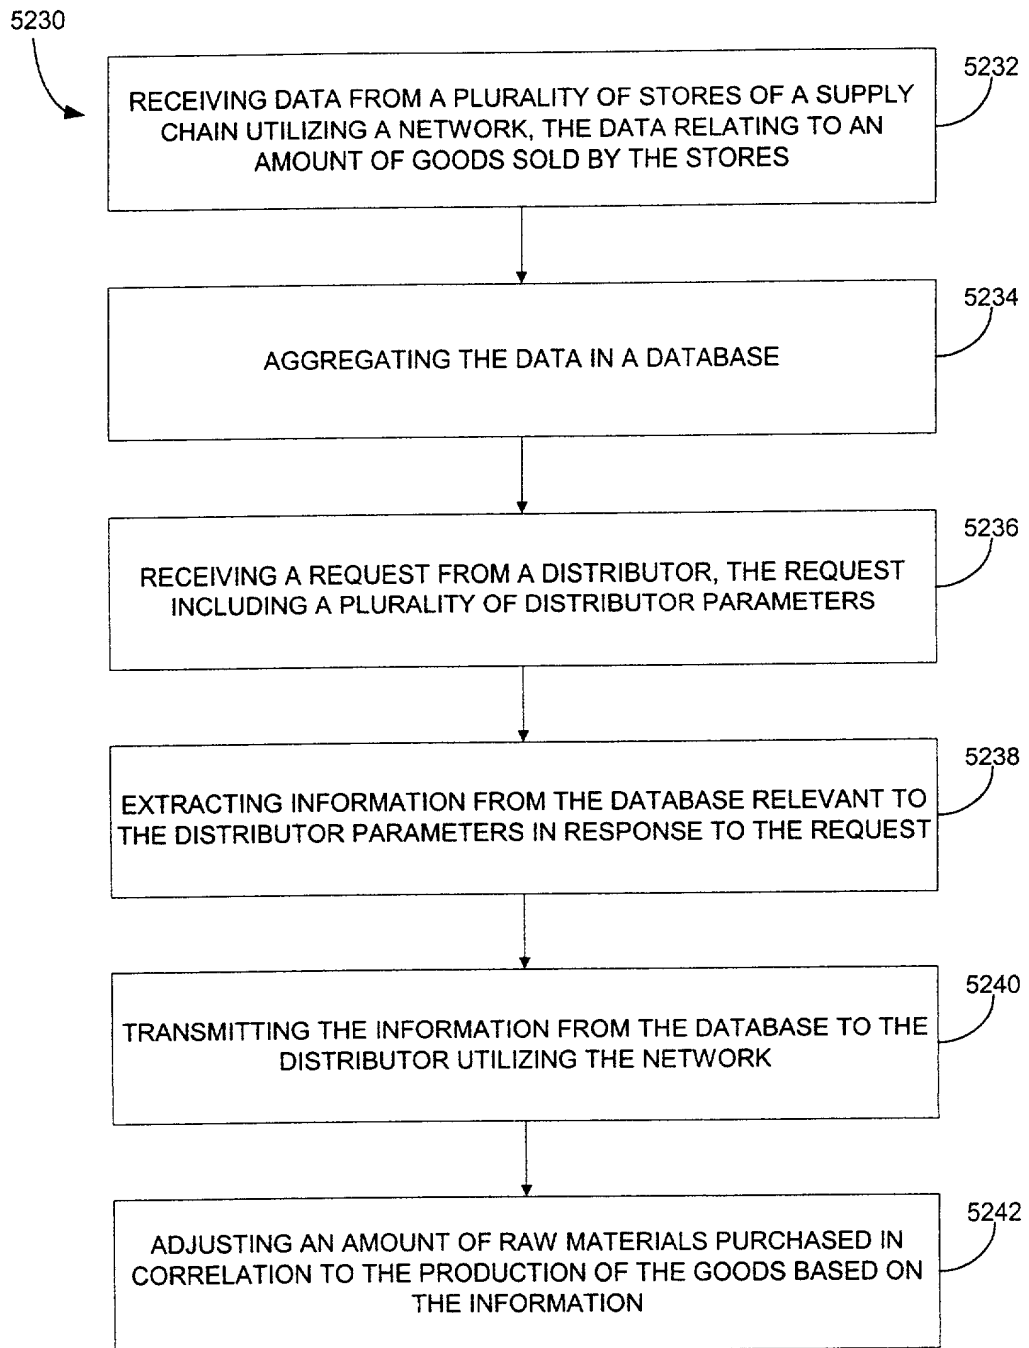 5230
5232
RECEIVING DATA FROM A PLURALITY OF STORES OF A SUPPLY
CHAIN UTILIZING A NETWORK, THE DATA RELATING TO AN
AMOUNT OF GOODS SOLD BY THE STORES
5234
AGGREGATING THE DATA IN A DATABASE
5236
RECEIVING A REQUEST FROM A DISTRIBUTOR, THE REQUEST
INCLUDING A PLURALITY OF DISTRIBUTOR PARAMETERS
5238
EXTRACTING INFORMATION FROM THE DATABASE RELEVANT TO
THE DISTRIBUTOR PARAMETERS IN RESPONSE TO THE REQUEST
5240
TRANSMITTING THE INFORMATION FROM THE DATABASE TO THE
DISTRIBUTOR UTILIZING THE NETWORK
5242
ADJUSTING AN AMOUNT OF RAW MATERIALS PURCHASED IN
CORRELATION TO THE PRODUCTION OF THE GOODS BASED ON
THE INFORMATION